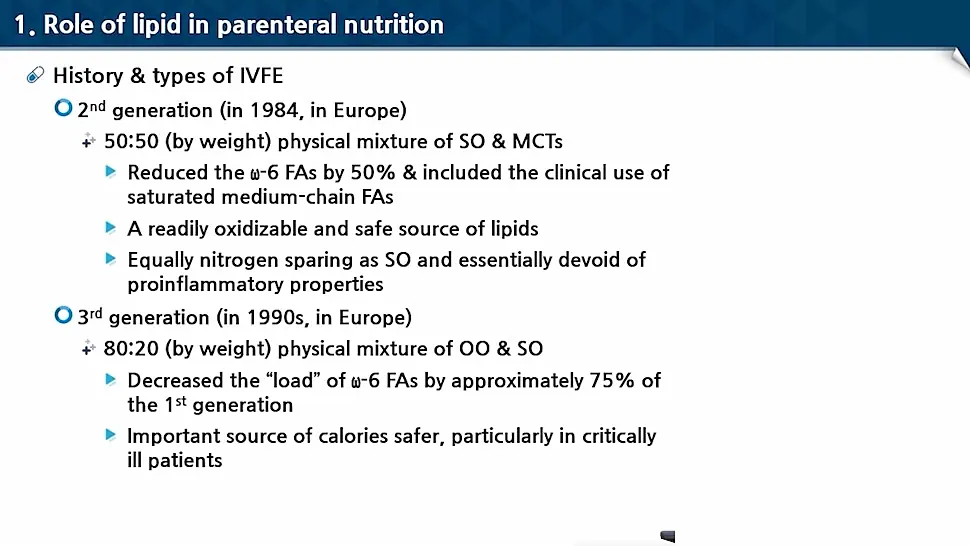 1. Role of lipid in parenteral nutrition
History & types of IVFE
2nd generation (in 1984, in Europe)
50:50 (by weight) physical mixture of SO & MCTs
Reduced the ω-6 FAs by 50% & included the clinical use of
saturated medium-chain FAs
A readily oxidizable and safe source of lipids
Equally nitrogen sparing as SO and essentially devoid of
proinflammatory properties
3rd generation (in 1990s, in Europe)
80:20 (by weight) physical mixture of OO & SO
Decreased the “load” of ω-6 FAs by approximately 75% of
the 1st generation
Important source of calories safer, particularly in critically
ill patients